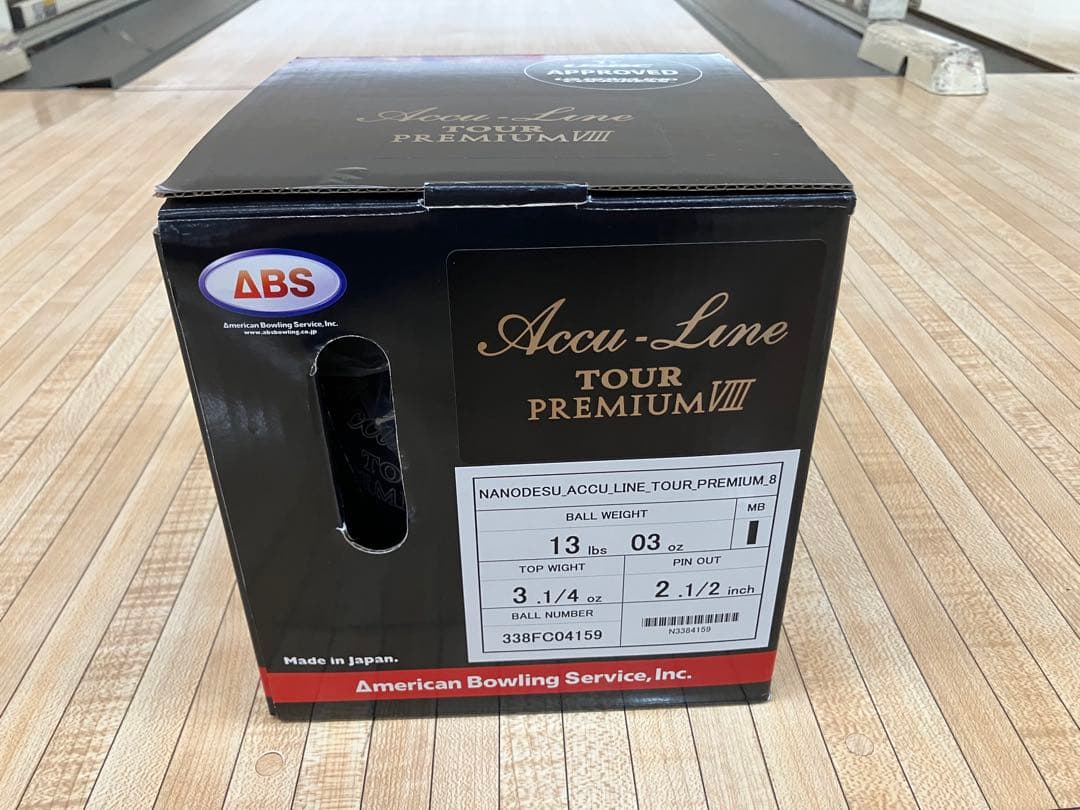 APPROVED
Accu-Line
TOUR
PREMIUM VIII
ABS
American Bowling Service, Inc.
www.absbowling.co.jp
Accu-Line
TOUR
PREMIUM VIII
TO
NANODESU_ACCU_LINE_TOUR_PREMIUM_8
BALL WEIGHT
MB
13 lbs 03 oz
TOP WIGHT
PIN OUT
3 .1/4 oz
2 .1/2 inch
BALL NUMBER
338FC04159
N3384159
Made in Japan.
American Bowling Service, Inc.